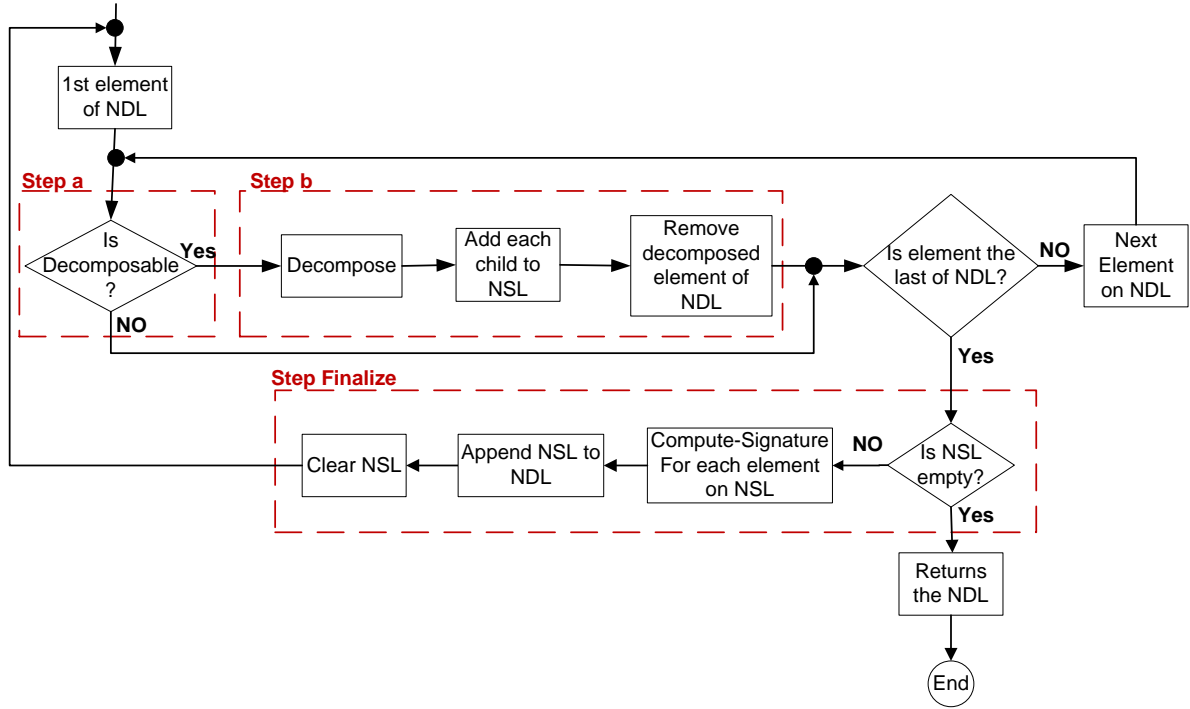 1st element
of NDL
Step a
Is
Decomposable
?
Yes
NO
Step b
Decompose
Add each
child to
NSL
Remove
decomposed
element of
NDL
Is element the
last of NDL?
NO
Next
Element
on NDL
Yes
Step Finalize
Is NSL
empty?
NO
Compute-Signature
For each element
on NSL
Append NSL to
NDL
Clear NSL
Yes
Returns
the NDL
End